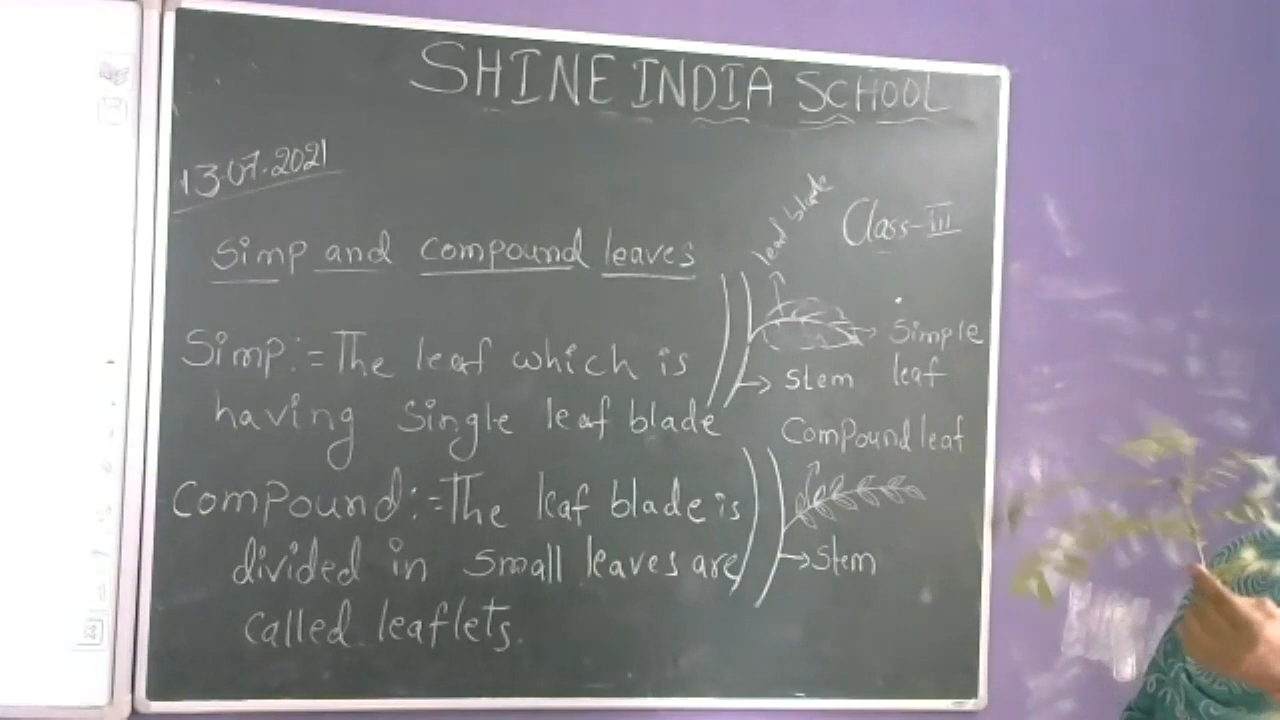 SHINE INDIA SCHOOL
13.07.2021
Class-III
Simp and compound leaves
Simp:=The leaf which is
having single leaf blade
Compound:=The leaf blade is
divided in small leaves are
called leaflets.
leaf blade
Simple
leaf
Stem
Compound leaf
Stem